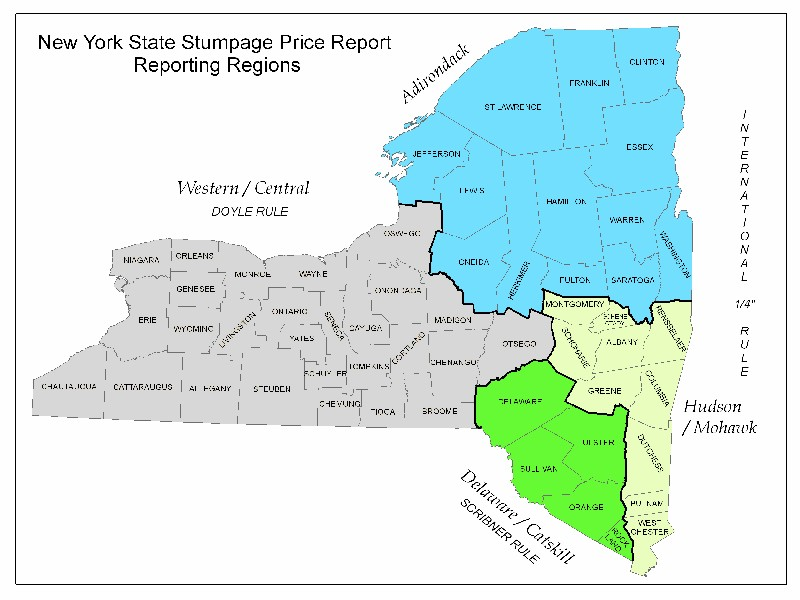 New York State Stumpage Price Report
Reporting Regions
Adirondack
CLINTON
FRANKLIN
ST LAWRENCE
ESSEX
JEFFERSON
LEWIS
HAMILTON
WARREN
WASHINGTON
ONEIDA
HERKIMER
FULTON
SARATOGA
Western / Central
DOYLE RULE
OSWEGO
NIAGARA
ORLEANS
MONROE
WAYNE
GENESEE
ONONDAGA
ERIE
WYOMING
LIVINGSTON
ONTARIO
YATES
SENECA
CAYUGA
CORTLAND
MADISON
OTSEGO
SCHUYLER
TOMPKINS
CHENANGO
CHAUTAUQUA
CATTARAUGUS
ALLEGANY
STEUBEN
CHEMUNG
TIOGA
BROOME
MONTGOMERY
SCHOHARIE
ALBANY
RENSSELAER
GREENE
COLUMBIA
DUTCHESS
PUTNAM
WEST
CHESTER
Hudson
/ Mohawk
DELAWARE
ULSTER
SULLIVAN
ORANGE
ROCK
LAND
Delaware / Catskill
SCRIBNER RULE
INTERNATIONAL
1/4"
RULE